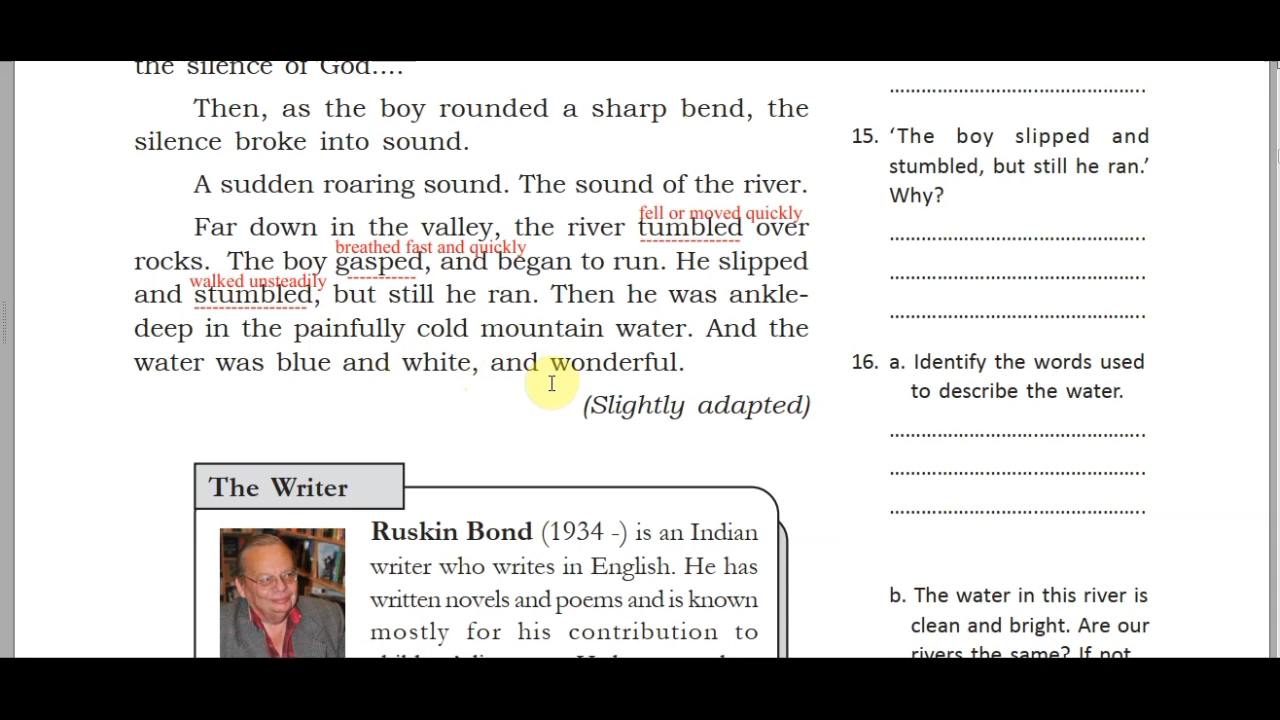 the silence of God....
Then, as the boy rounded a sharp bend, the
silence broke into sound.
A sudden roaring sound. The sound of the river.
fell or moved quickly
Far down in the valley, the river tumbled over
breathed fast and quickly
rocks. The boy gasped, and began to run. He slipped
walked unsteadily
and stumbled, but still he ran. Then he was ankle-
deep in the painfully cold mountain water. And the
water was blue and white, and wonderful.
(Slightly adapted)
The Writer
Ruskin Bond (1934 -) is an Indian
writer who writes in English. He has
written novels and poems and is known
mostly for his contribution to
15. ‘The boy slipped and
stumbled, but still he ran.’
Why?
16. a. Identify the words used
to describe the water.
b. The water in this river is
clean and bright. Are our
rivers the same? If not